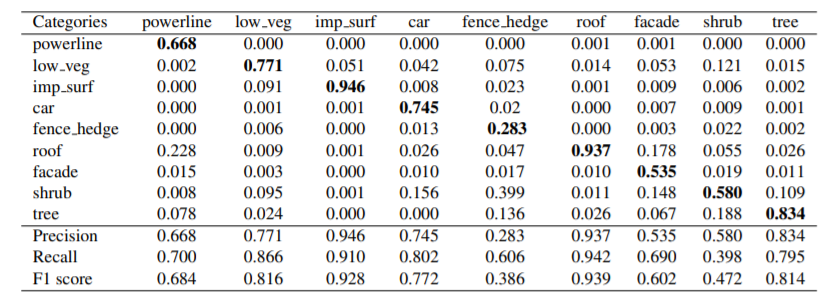 Categories powerline low_veg imp_surf car fence_hedge roof facade shrub tree
powerline 0.668 0.000 0.000 0.000 0.000 0.001 0.001 0.000 0.000
low_veg 0.002 0.771 0.051 0.042 0.075 0.014 0.053 0.121 0.015
imp_surf 0.000 0.091 0.946 0.008 0.023 0.001 0.009 0.006 0.002
car 0.000 0.001 0.001 0.745 0.02 0.000 0.007 0.009 0.001
fence_hedge 0.000 0.006 0.000 0.013 0.283 0.000 0.003 0.022 0.002
roof 0.228 0.009 0.001 0.026 0.047 0.937 0.178 0.055 0.026
facade 0.015 0.003 0.000 0.010 0.017 0.010 0.535 0.019 0.011
shrub 0.008 0.095 0.001 0.156 0.399 0.011 0.148 0.580 0.109
tree 0.078 0.024 0.000 0.000 0.136 0.026 0.067 0.188 0.834
Precision 0.668 0.771 0.946 0.745 0.283 0.937 0.535 0.580 0.834
Recall 0.700 0.866 0.910 0.802 0.606 0.942 0.690 0.398 0.795
F1 score 0.684 0.816 0.928 0.772 0.386 0.939 0.602 0.472 0.814